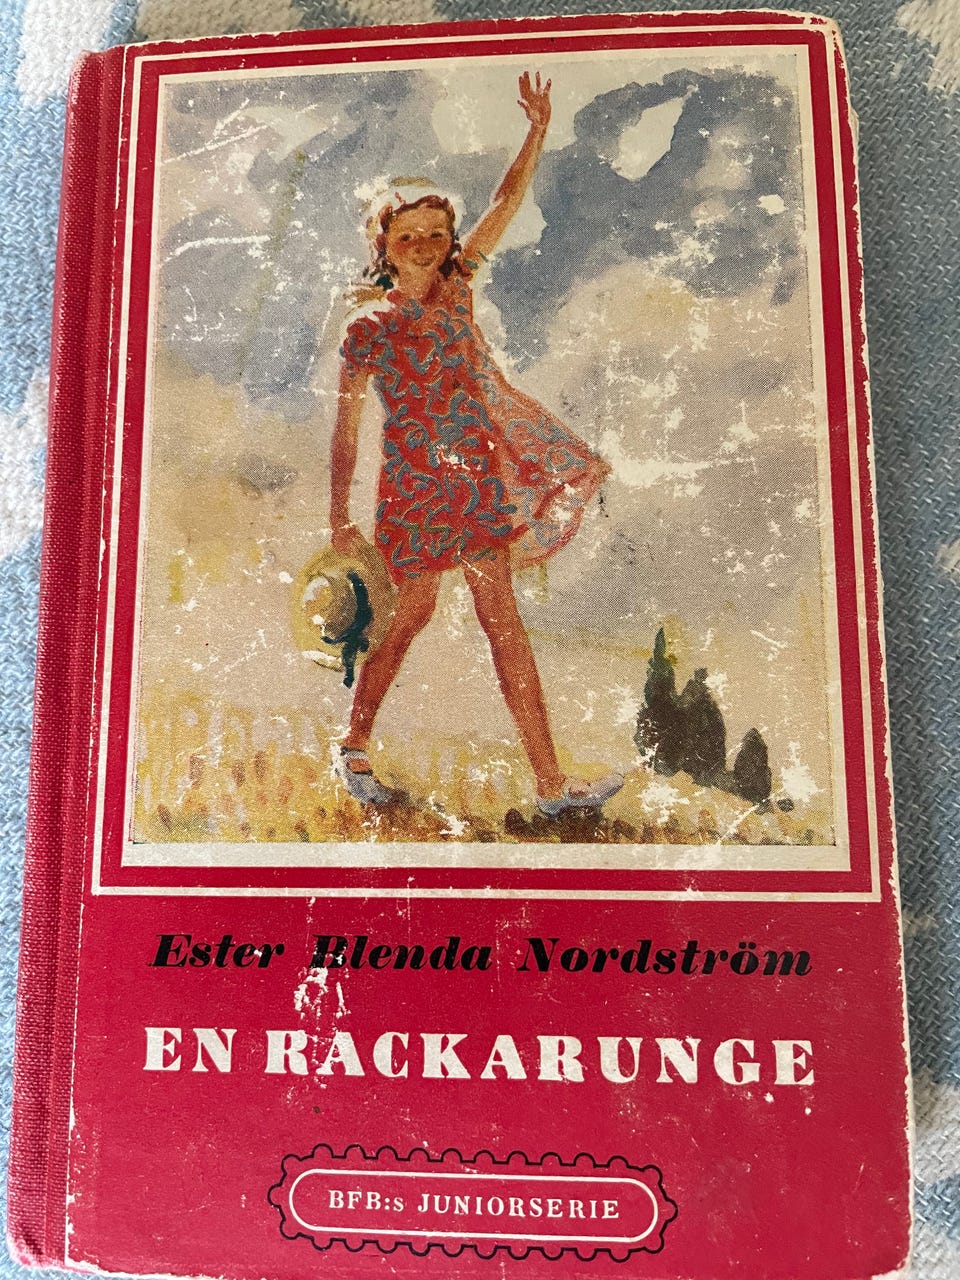 Ester Blenda Nordström
EN RACKARUNGE
BFB:s JUNIORSERIE